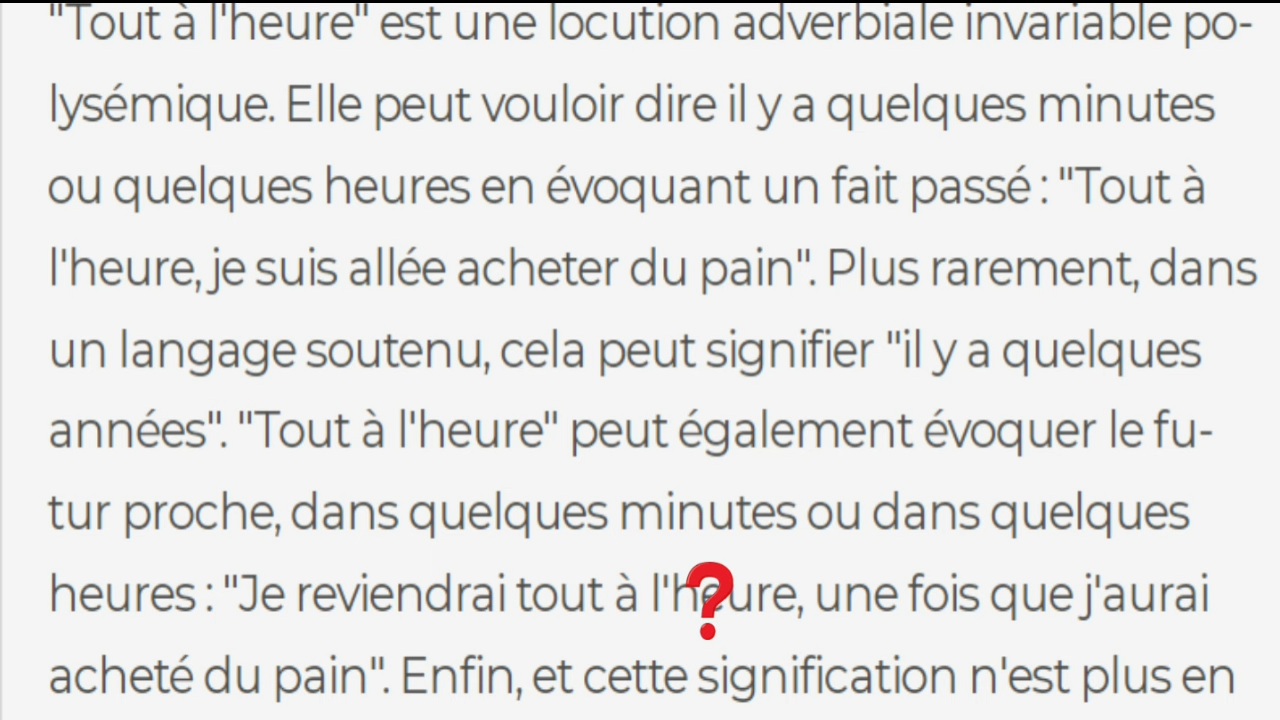 "Tout à l'heure" est une locution adverbiale invariable po-
lysémique. Elle peut vouloir dire il y a quelques minutes
ou quelques heures en évoquant un fait passé : "Tout à
l'heure, je suis allée acheter du pain". Plus rarement, dans
un langage soutenu, cela peut signifier "il y a quelques
années". "Tout à l'heure" peut également évoquer le fu-
tur proche, dans quelques minutes ou dans quelques
heures : "Je reviendrai tout à l'heure, une fois que j'aurai
acheté du pain". Enfin, et cette signification n'est plus en